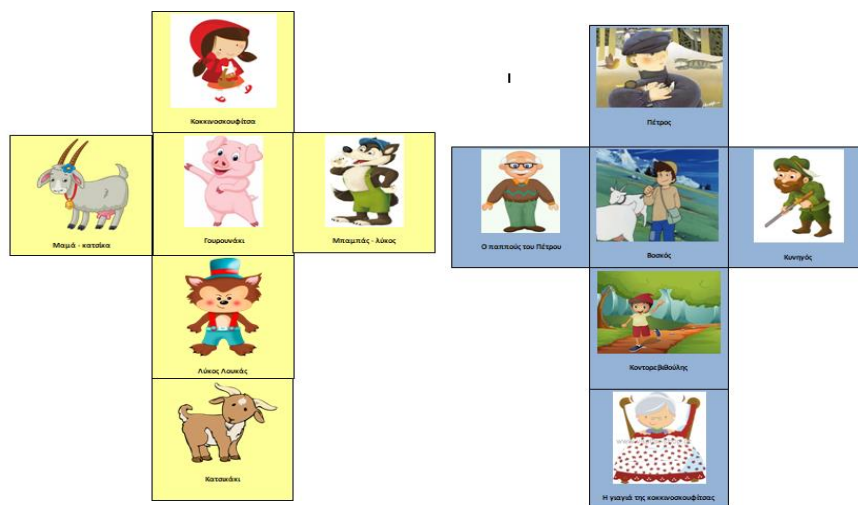 Κοκκινοσκουφίτσα
Μαμά - κατσίκα
Γουρουνάκι
Μπαμπάς - λύκος
Λύκος Λουκάς
Κατσικάκι
I
Πέτρος
Ο παππούς του Πέτρου
Βοσκός
Κυνηγός
Κοντορεβιθούλης
Η γιαγιά της κοκκινοσκουφίτσας